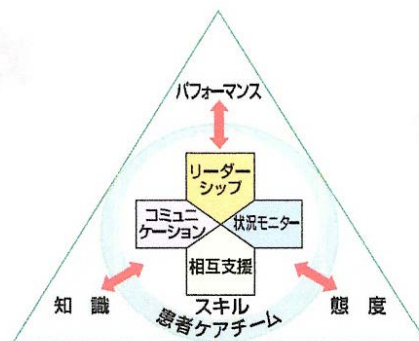 パフォーマンス
リーダー
シップ
コミュニ
ケーション
状況モニター
相互支援
知識
スキル
態度
患者ケアチーム